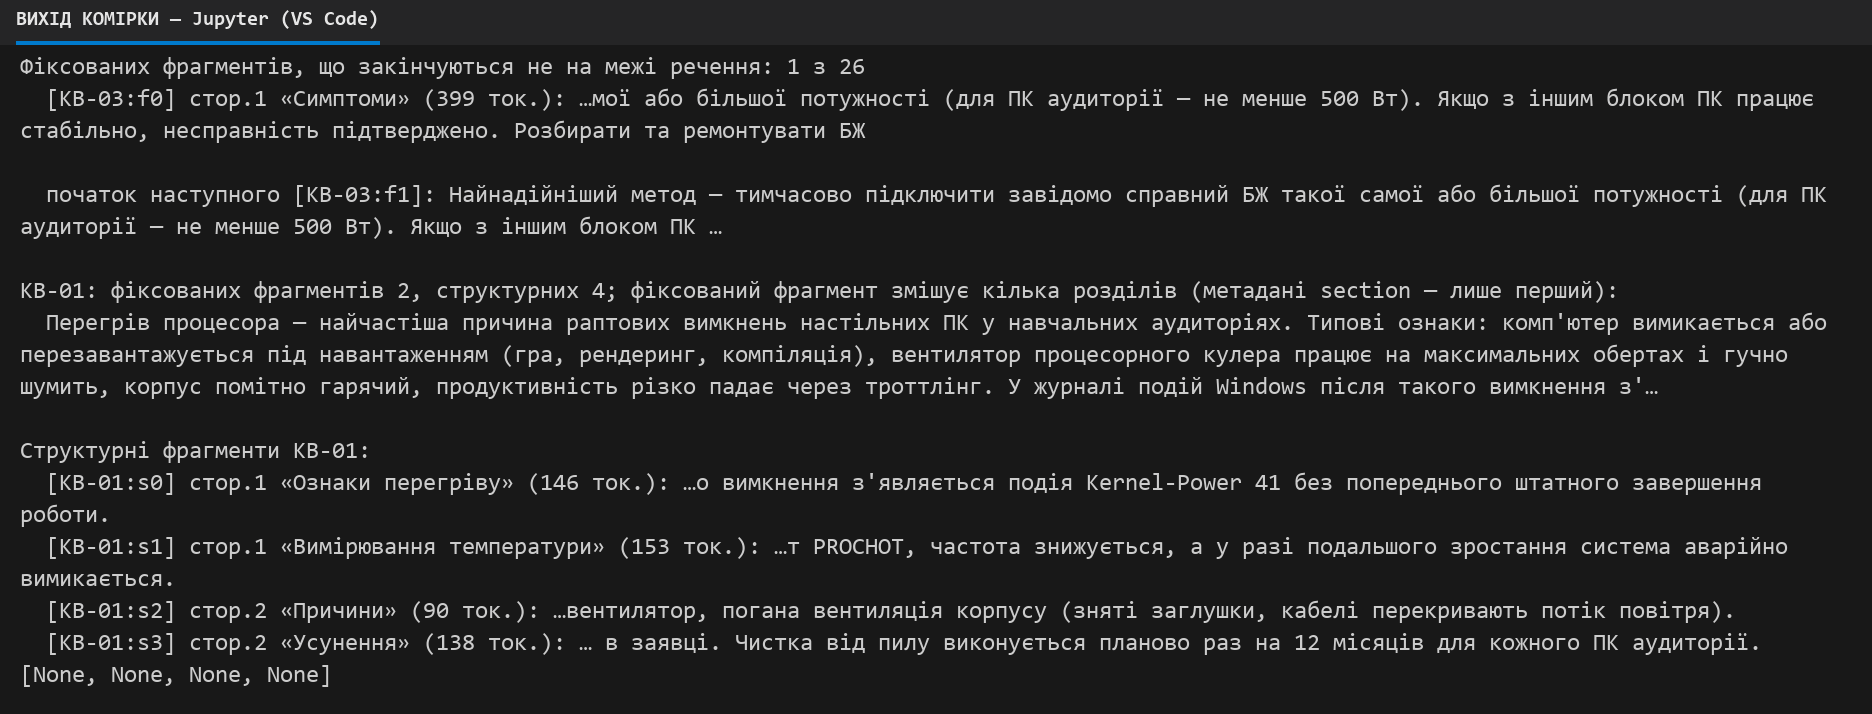 ВИХІД КОМІРКИ — Jupyter (VS Code)
Фіксованих фрагментів, що закінчуються не на межі речення: 1 з 26
[KB-03:f0] стор.1 «Симптоми» (399 ток.): …мої або більшої потужності (для ПК аудиторії — не менше 500 Вт). Якщо з іншим блоком ПК працює
стабільно, несправність підтверджено. Розбирати та ремонтувати БЖ
початок наступного [KB-03:f1]: Найнадійніший метод — тимчасово підключити завідомо справний БЖ такої самої або більшої потужності (для ПК
аудиторії — не менше 500 Вт). Якщо з іншим блоком ПК …
KB-01: фіксованих фрагментів 2, структурних 4; фіксований фрагмент змішує кілька розділів (метадані section — лише перший):
Перегрів процесора — найчастіша причина раптових вимкнень настільних ПК у навчальних аудиторіях. Типові ознаки: комп'ютер вимикається або
перезавантажується під навантаженням (гра, рендеринг, компіляція), вентилятор процесорного кулера працює на максимальних обертах і гучно
шумить, корпус помітно гарячий, продуктивність різко падає через троттлінг. У журналі подій Windows після такого вимкнення з'…
Структурні фрагменти KB-01:
[KB-01:s0] стор.1 «Ознаки перегріву» (146 ток.): …о вимкнення з'являється подія Kernel-Power 41 без попереднього штатного завершення
роботи.
[KB-01:s1] стор.1 «Вимірювання температури» (153 ток.): …т PROCHOT, частота знижується, а у разі подальшого зростання система аварійно
вимикається.
[KB-01:s2] стор.2 «Причини» (90 ток.): …вентилятор, погана вентиляція корпусу (зняті заглушки, кабелі перекривають потік повітря).
[KB-01:s3] стор.2 «Усунення» (138 ток.): … в заявці. Чистка від пилу виконується планово раз на 12 місяців для кожного ПК аудиторії.
[None, None, None, None]